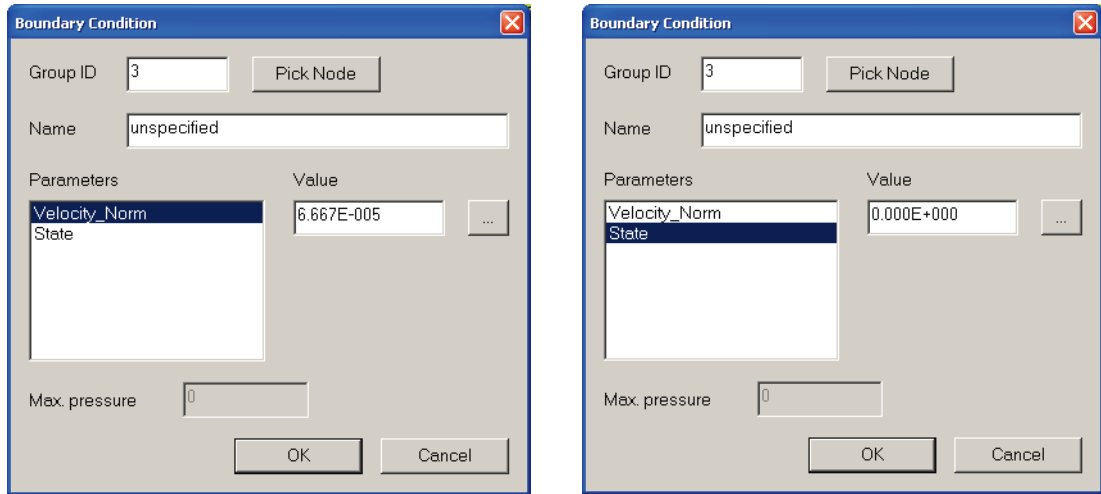 Boundary Condition
Group ID 3 Pick Node
Name unspecified
Parameters Value
Velocity_Norm 6.667E-005 ...
State
Max. pressure 0
OK Cancel
Boundary Condition
Group ID 3 Pick Node
Name unspecified
Parameters Value
Velocity_Norm 0.000E+000 ...
State
Max. pressure 0
OK Cancel